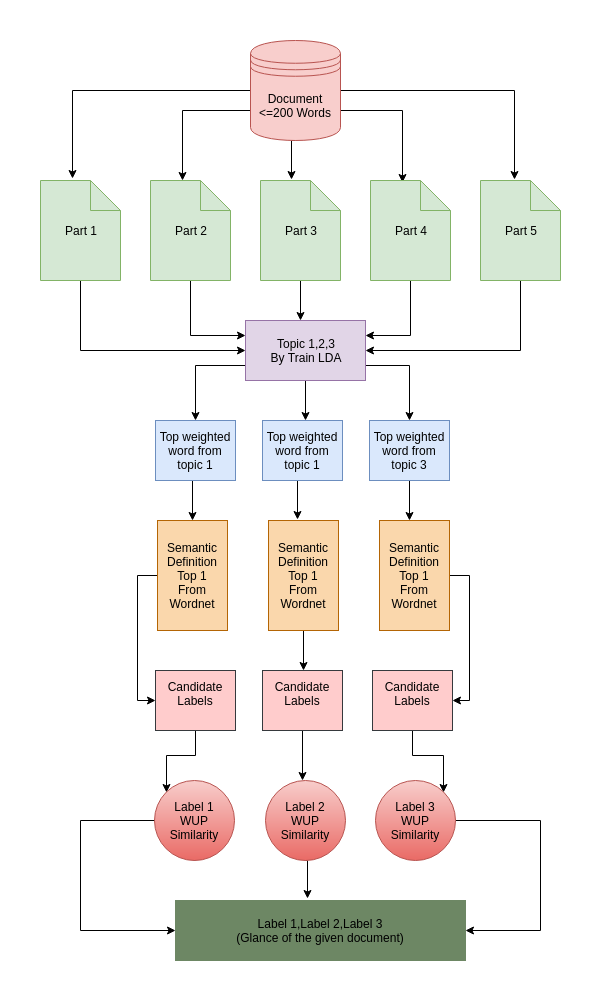 Document
<=200 Words
Part 1
Part 2
Part 3
Part 4
Part 5
Topic 1,2,3
By Train LDA
Top weighted
word from
topic 1
Top weighted
word from
topic 1
Top weighted
word from
topic 3
Semantic
Definition
Top 1
From
Wordnet
Semantic
Definition
Top 1
From
Wordnet
Semantic
Definition
Top 1
From
Wordnet
Candidate
Labels
Candidate
Labels
Candidate
Labels
Label 1
WUP
Similarity
Label 2
WUP
Similarity
Label 3
WUP
Similarity
Label 1,Label 2,Label 3
(Glance of the given document)